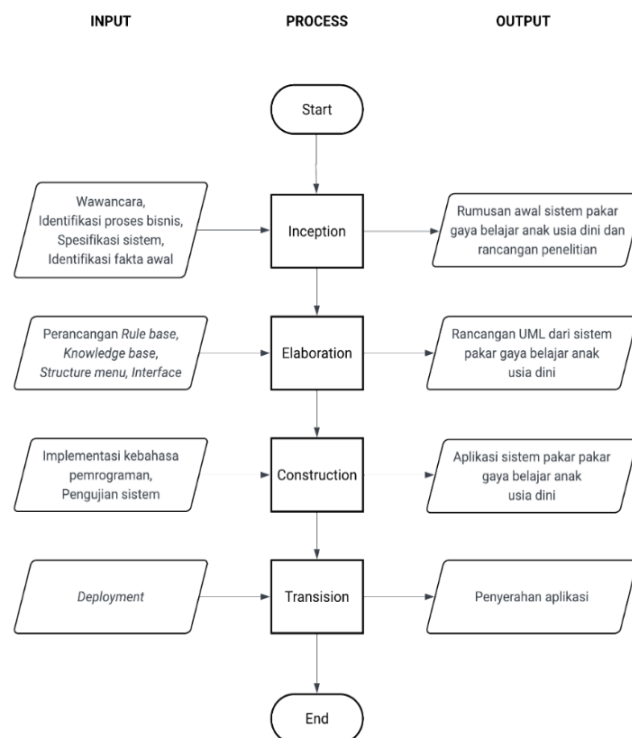 INPUT
PROCESS
OUTPUT
Start
Wawancara,
Identifikasi proses bisnis,
Spesifikasi sistem,
Identifikasi fakta awal
Inception
Rumusan awal sistem pakar
gaya belajar anak usia dini dan
rancangan penelitian
Perancangan Rule base,
Knowledge base,
Structure menu, Interface
Elaboration
Rancangan UML dari sistem
pakar gaya belajar anak
usia dini
Implementasi kebahasa
pemrograman,
Pengujian sistem
Construction
Aplikasi sistem pakar pakar
gaya belajar anak
usia dini
Deployment
Transision
Penyerahan aplikasi
End